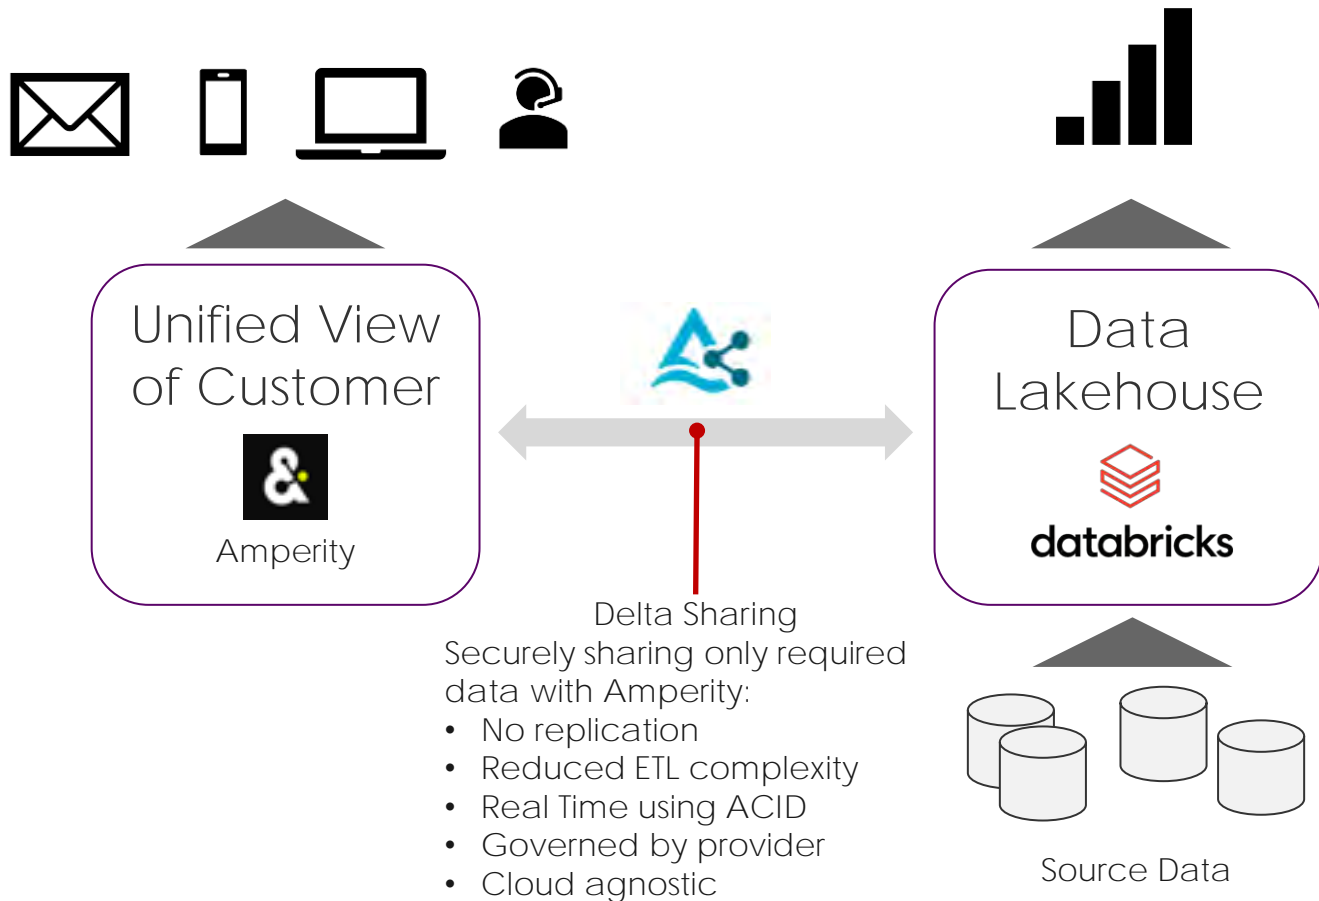 Unified View
of Customer
&
Amperity
Data
Lakehouse
databricks
Delta Sharing
Securely sharing only required
data with Amperity:
• No replication
• Reduced ETL complexity
• Real Time using ACID
• Governed by provider
• Cloud agnostic
Source Data